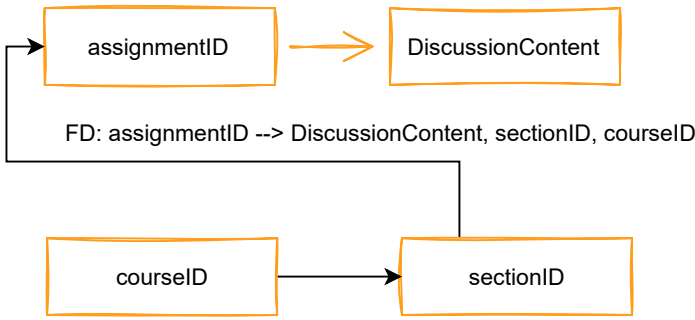 assignmentID
DiscussionContent
FD: assignmentID --> DiscussionContent, sectionID, courseID
courseID
sectionID